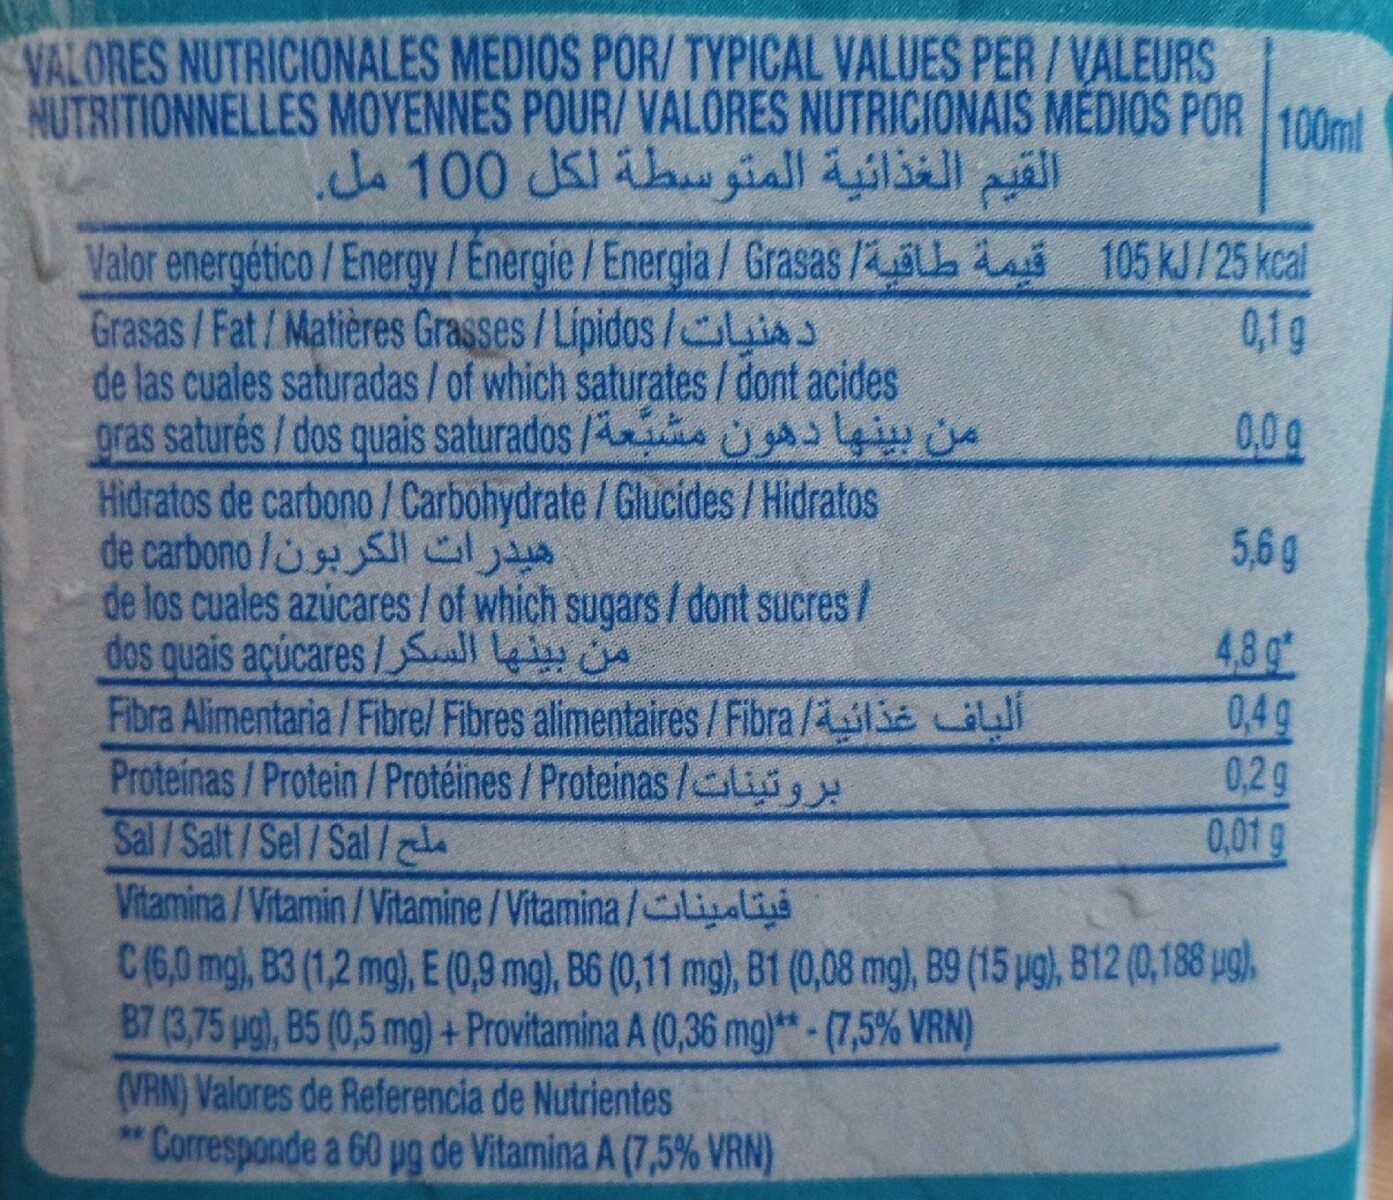 VALORES NUTRICIONALES MEDIOS POR/ TYPICAL VALUES PER / VALEURS
NUTRITIONNELLES MOYENNES POUR/ VALORES NUTRICIONAIS MÉDIOS POR 100ml
القيم الغذائية المتوسطة لكل 100 مل.
Valor energético / Energy / Énergie / Energia / Grasas / قيمة طاقية 105 kJ / 25 kcal
Grasas / Fat / Matières Grasses / Lípidos / دهنيات 0,1 g
de las cuales saturadas / of which saturates / dont acides
gras saturés / dos quais saturados / من بينها دهون مشبَّعة 0,0 g
Hidratos de carbono / Carbohydrate / Glucides / Hidratos
de carbono / هيدرات الكربون 5,6 g
de los cuales azúcares / of which sugars / dont sucres /
dos quais açúcares / من بينها السكر 4,8 g*
Fibra Alimentaria / Fibre/ Fibres alimentaires / Fibra / ألياف غذائية 0,4 g
Proteínas / Protein / Protéines / Proteínas / بروتينات 0,2 g
Sal / Salt / Sel / Sal / ملح 0,01 g
Vitamina / Vitamin / Vitamine / Vitamina / فيتامينات
C (6,0 mg), B3 (1,2 mg), E (0,9 mg), B6 (0,11 mg), B1 (0,08 mg), B9 (15 µg), B12 (0,188 µg),
B7 (3,75 µg), B5 (0,5 mg) + Provitamina A (0,36 mg)** - (7,5% VRN)
(VRN) Valores de Referencia de Nutrientes
** Corresponde a 60 µg de Vitamina A (7,5% VRN)